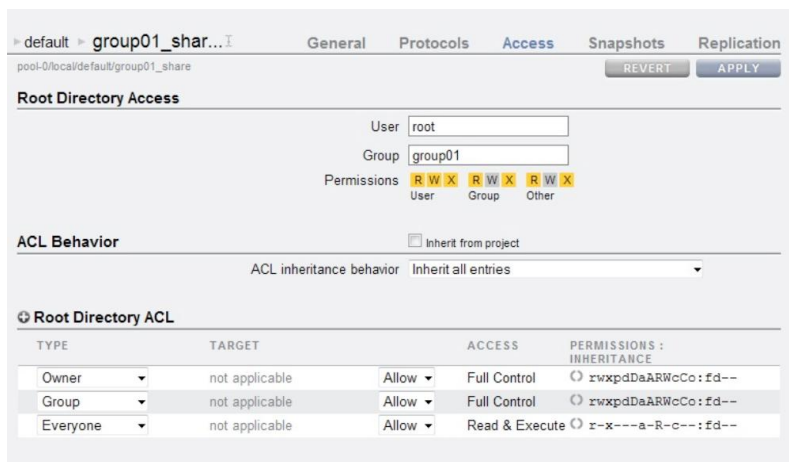 default group01_shar... General Protocols Access Snapshots Replication
pool-0/local/default/group01_share REVERT APPLY
Root Directory Access
User root
Group group01
Permissions R W X R W X R W X
User Group Other
ACL Behavior Inherit from project
ACL inheritance behavior Inherit all entries
Root Directory ACL
TYPE TARGET ACCESS PERMISSIONS :
INHERITANCE
Owner not applicable Allow Full Control rwxpdDaARWcCo:fd--
Group not applicable Allow Full Control rwxpdDaARWcCo:fd--
Everyone not applicable Allow Read & Execute r-x---a-R-c--:fd--